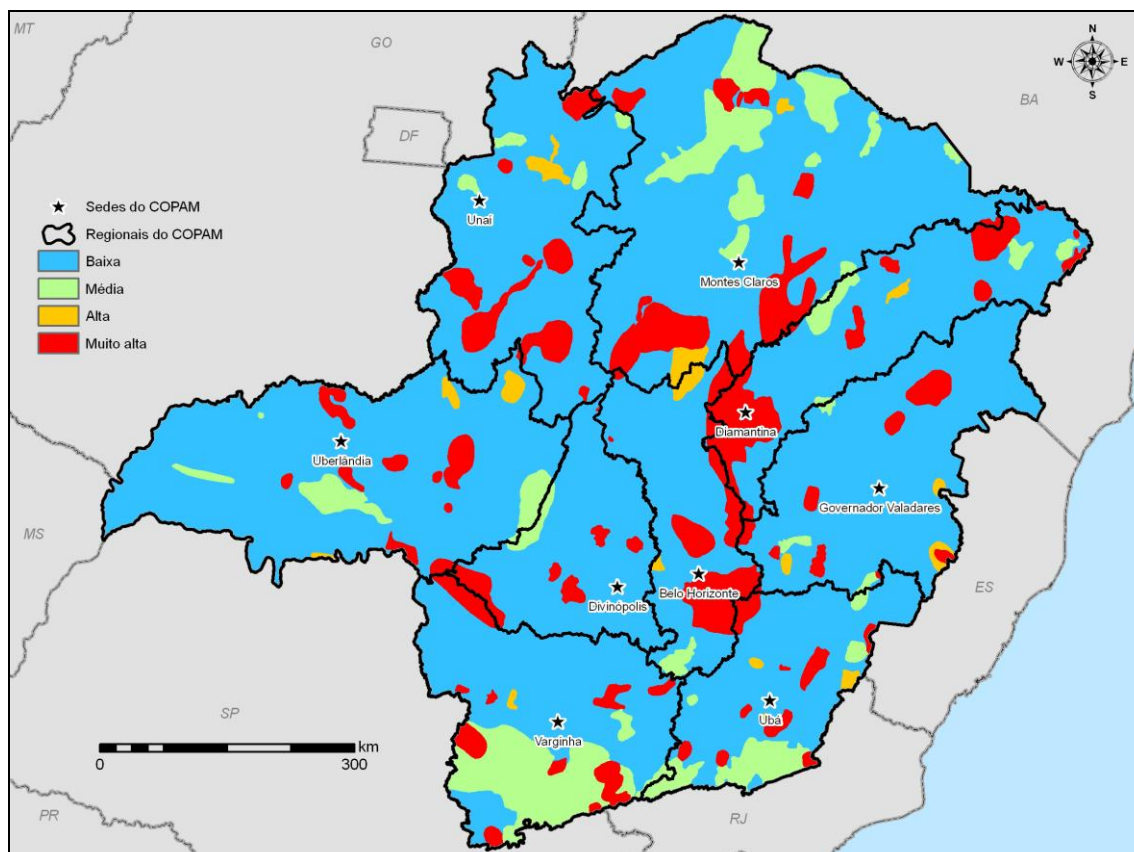 MT
GO
N
W
E
S
BA
DF
Sedes do COPAM
Regionais do COPAM
Baixa
Média
Alta
Muito alta
Unaí
Montes Claros
Diamantina
Uberlândia
Governador Valadares
MS
Belo Horizonte
Divinópolis
ES
Ubá
SP
Varginha
km
0
300
PR
RJ